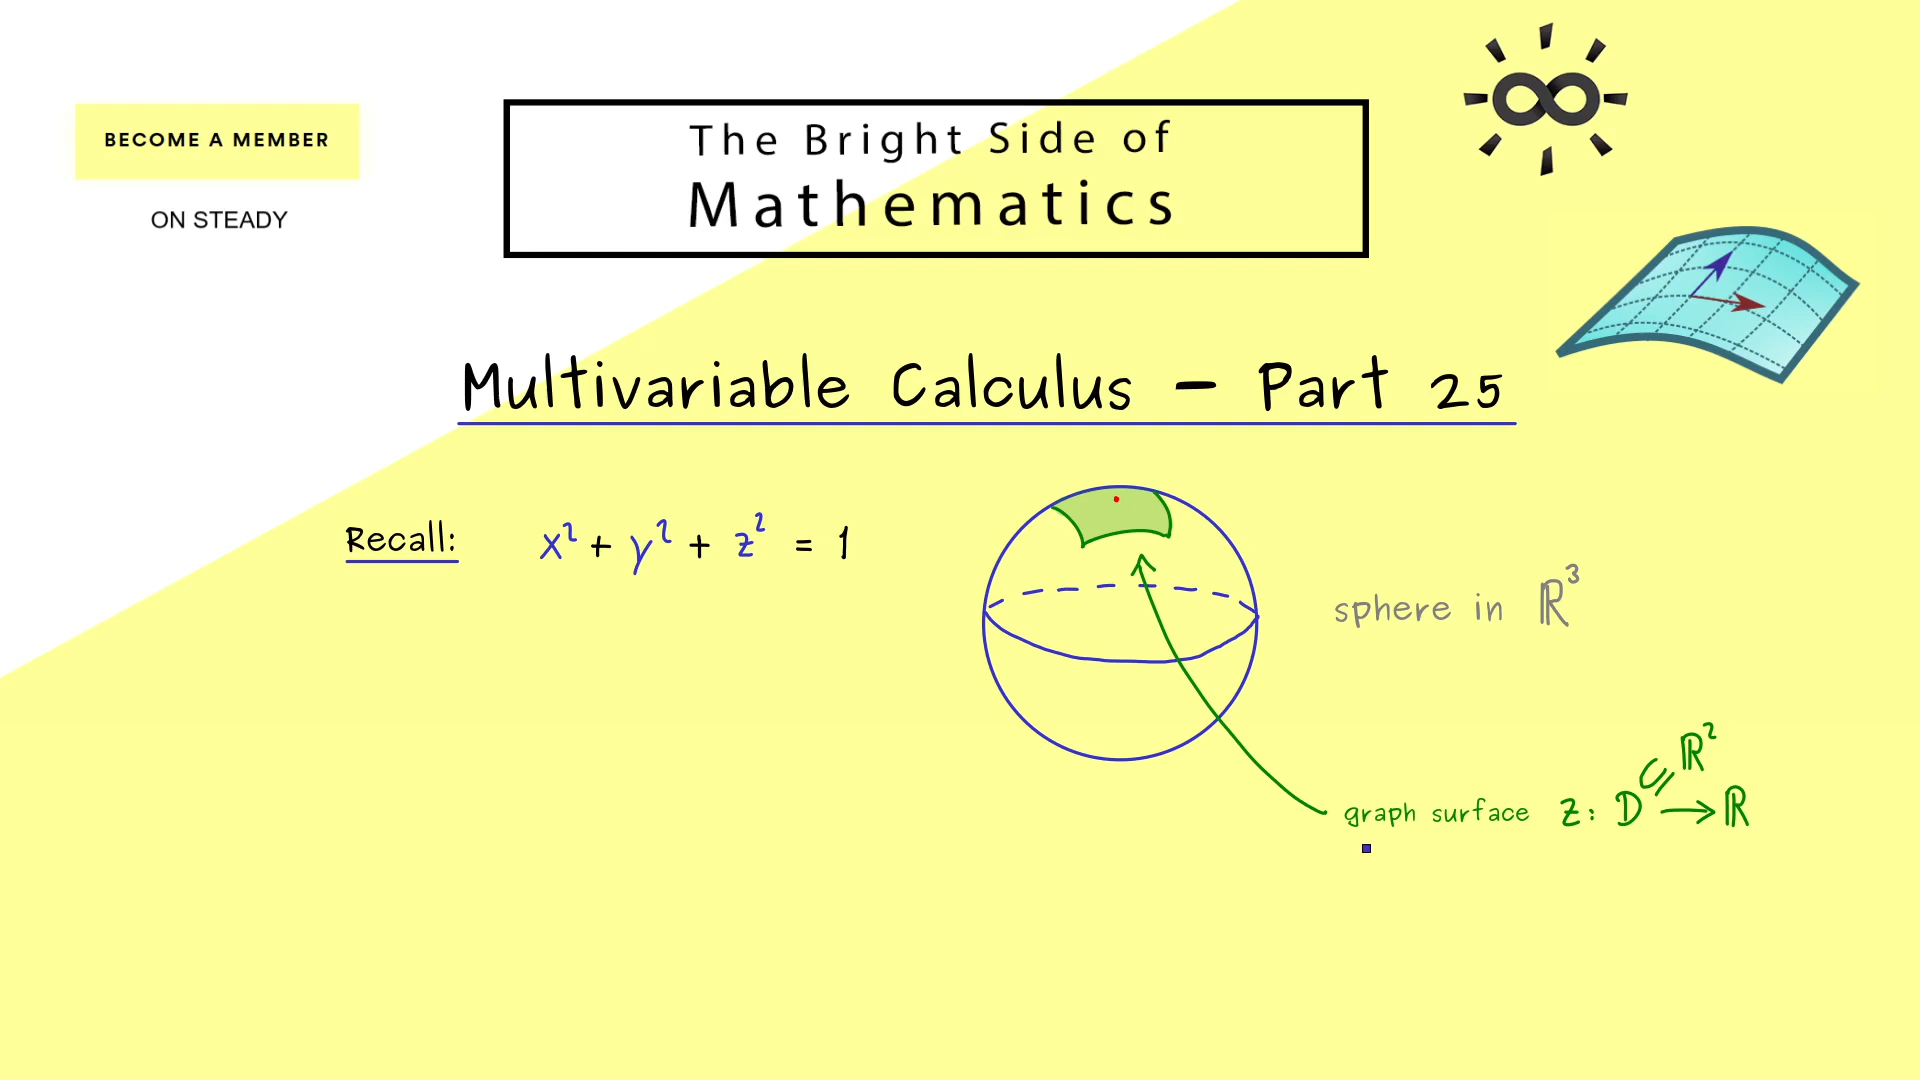 BECOME A MEMBER
ON STEADY
The Bright Side of
Mathematics
Multivariable Calculus – Part 25
Recall: x² + y² + z² = 1
sphere in ℝ³
graph surface z: D ⊆ ℝ² ⟶ ℝ